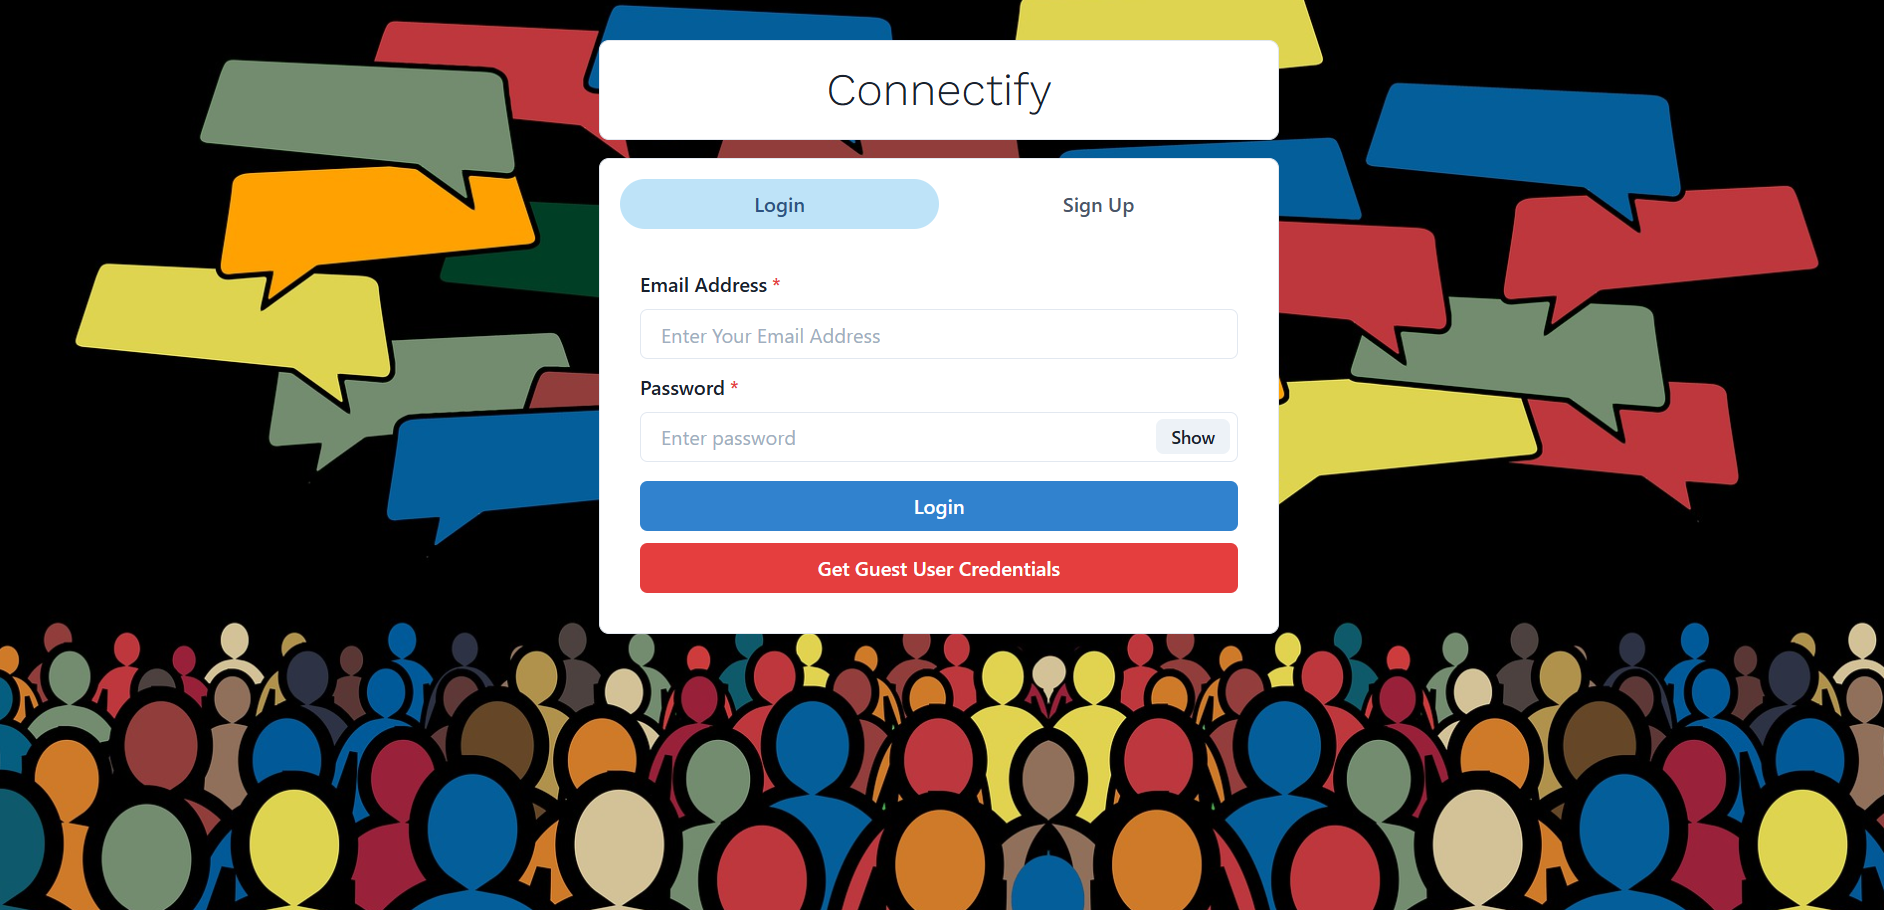 Connectify
Login
Sign Up
Email Address *
Enter Your Email Address
Password *
Enter password
Show
Login
Get Guest User Credentials